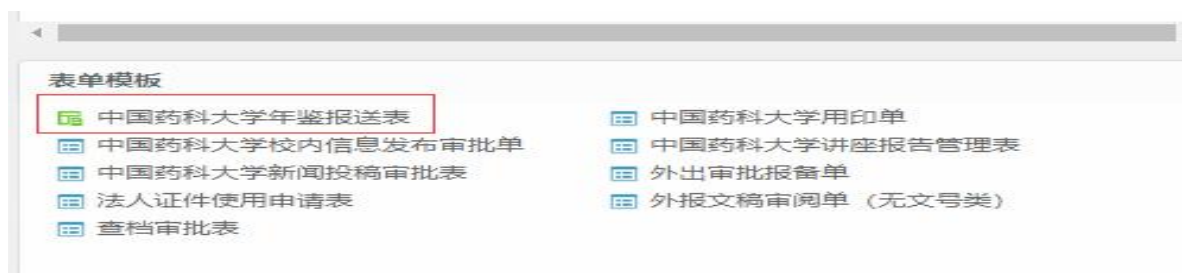 表单模板
中国药科大学年鉴报送表
中国药科大学用印单
中国药科大学校内信息发布审批单
中国药科大学讲座报告管理表
中国药科大学新闻投稿审批表
外出审批报备单
法人证件使用申请表
外报文稿审阅单（无文号类）
查档审批表